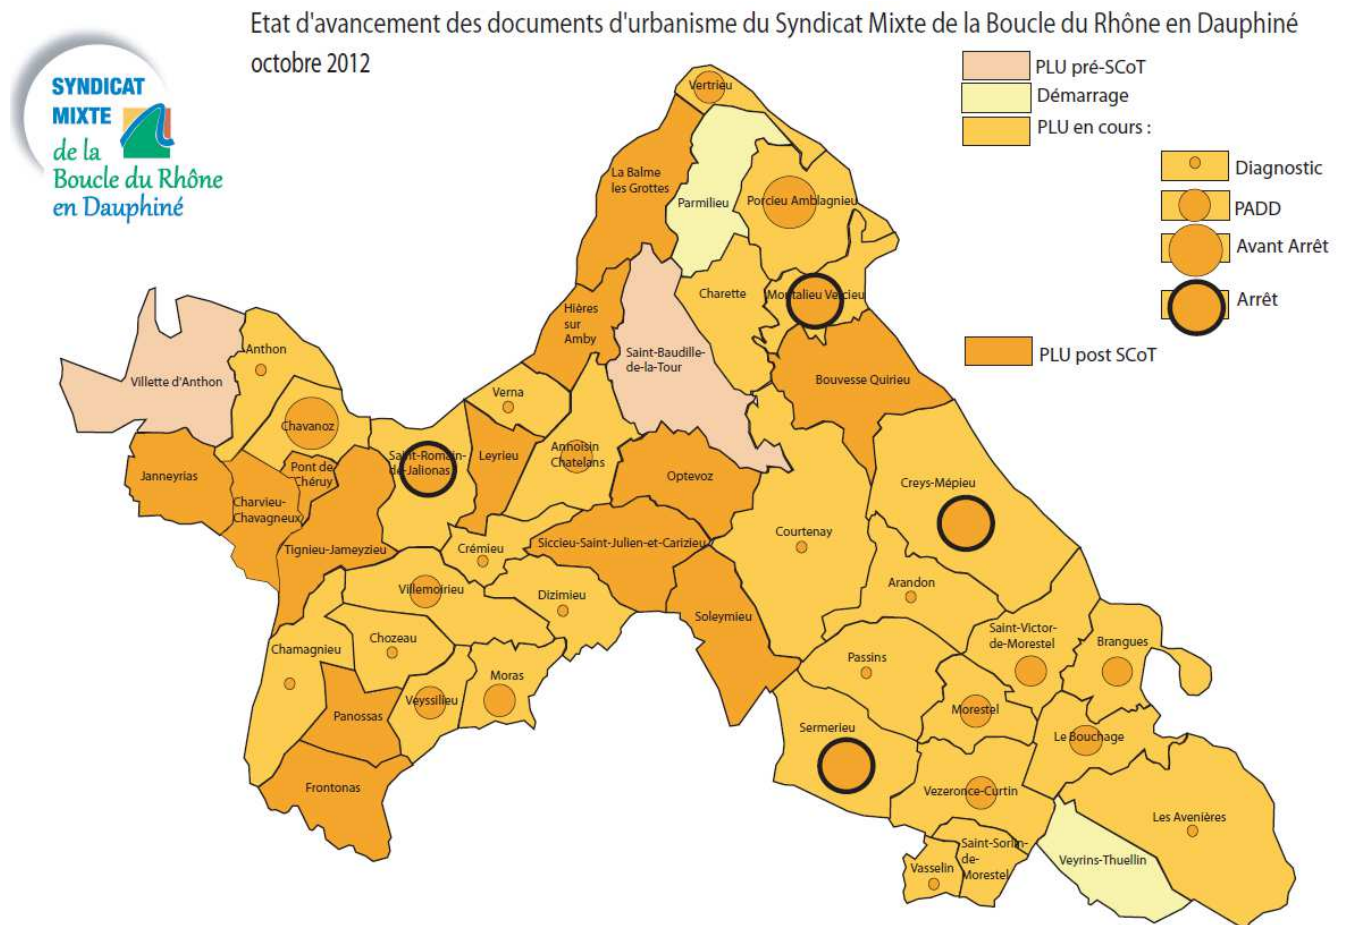 Etat d'avancement des documents d'urbanisme du Syndicat Mixte de la Boucle du Rhône en Dauphiné
octobre 2012
SYNDICAT
MIXTE
de la
Boucle du Rhône
en Dauphiné
PLU pré-SCoT
Démarrage
PLU en cours :
Diagnostic
PADD
Avant Arrêt
Arrêt
PLU post SCoT
Vertrieu
La Balme
les Grottes
Parmilieu
Porcieu Amblagnieu
Charette
Montalieu Vercieu
Hières
sur
Amby
Saint-Baudille-
de-la-Tour
Bouvesse Quirieu
Anthon
Villette d'Anthon
Verna
Chavanoz
Saint-Romain-
de-Jalionas
Leyrieu
Annoisin
Chatelans
Optevoz
Janneyrias
Pont de
Chéruy
Charvieu-
Chavagneux
Creys-Mépieu
Tignieu-Jameyzieu
Crémieu
Siccieu-Saint-Julien-et-Carizieu
Courtenay
Villemoirieu
Dizimieu
Arandon
Soleymieu
Chozeau
Chamagnieu
Saint-Victor-
de-Morestel
Brangues
Passins
Moras
Veyssilieu
Panossas
Morestel
Sermerieu
Le Bouchage
Frontonas
Vezeronce-Curtin
Les Avenières
Saint-Sorlin-
de-
Morestel
Vasselin
Veyrins-Thuellin